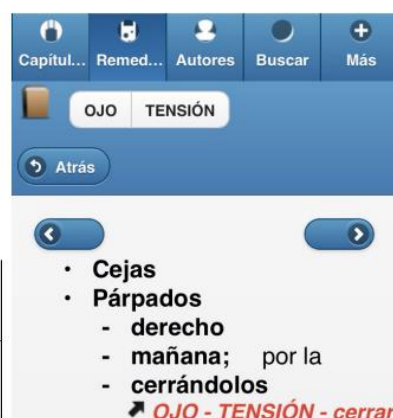 Capítul... Remed... Autores Buscar Más
OJO TENSIÓN
Atrás
• Cejas
• Párpados
- derecho
- mañana; por la
- cerrándolos
OJO - TENSIÓN - cerrar